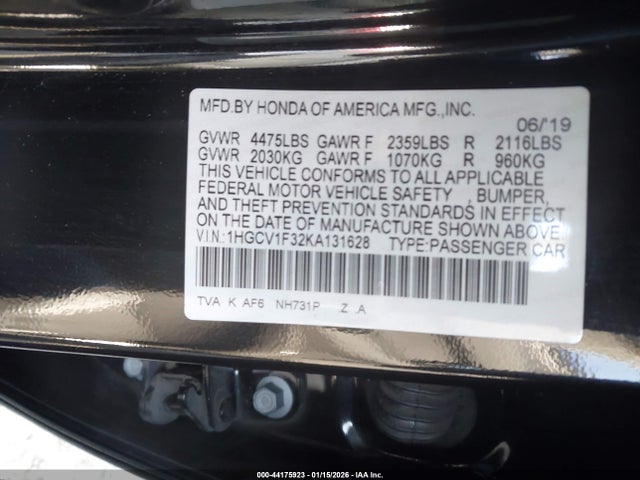 MFD.BY HONDA OF AMERICA MFG.,INC.
06/'19
GVWR 4475LBS GAWR F 2359LBS R 2116LBS
GVWR 2030KG GAWR F 1070KG R 960KG
THIS VEHICLE CONFORMS TO ALL APPLICABLE
FEDERAL MOTOR VEHICLE SAFETY , BUMPER,
AND THEFT PREVENTION STANDARDS IN EFFECT
ON THE DATE OF MANUFACTURE SHOWN ABOVE.
V.I.N.:1HGCV1F32KA131628 TYPE:PASSENGER CAR
TVA K AF6 NH731P .Z .A
000-44175923 - 01/15/2026 - IAA Inc.